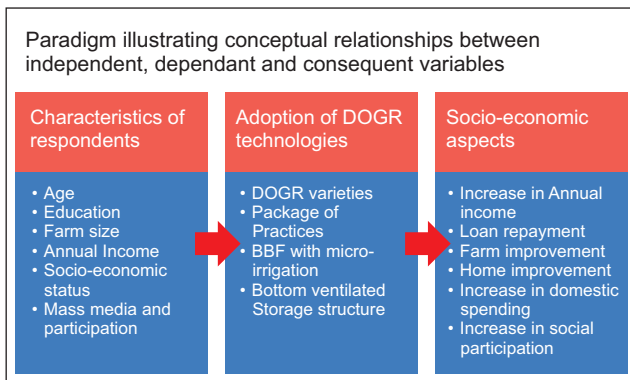 Paradigm illustrating conceptual relationships between
independent, dependant and consequent variables
Characteristics of
respondents
• Age
• Education
• Farm size
• Annual Income
• Socio-economic
status
• Mass media and
participation
Adoption of DOGR
technologies
• DOGR varieties
• Package of
Practices
• BBF with micro-
irrigation
• Bottom ventilated
Storage structure
Socio-economic
aspects
• Increase in Annual
income
• Loan repayment
• Farm improvement
• Home improvement
• Increase in domestic
spending
• Increase in social
participation